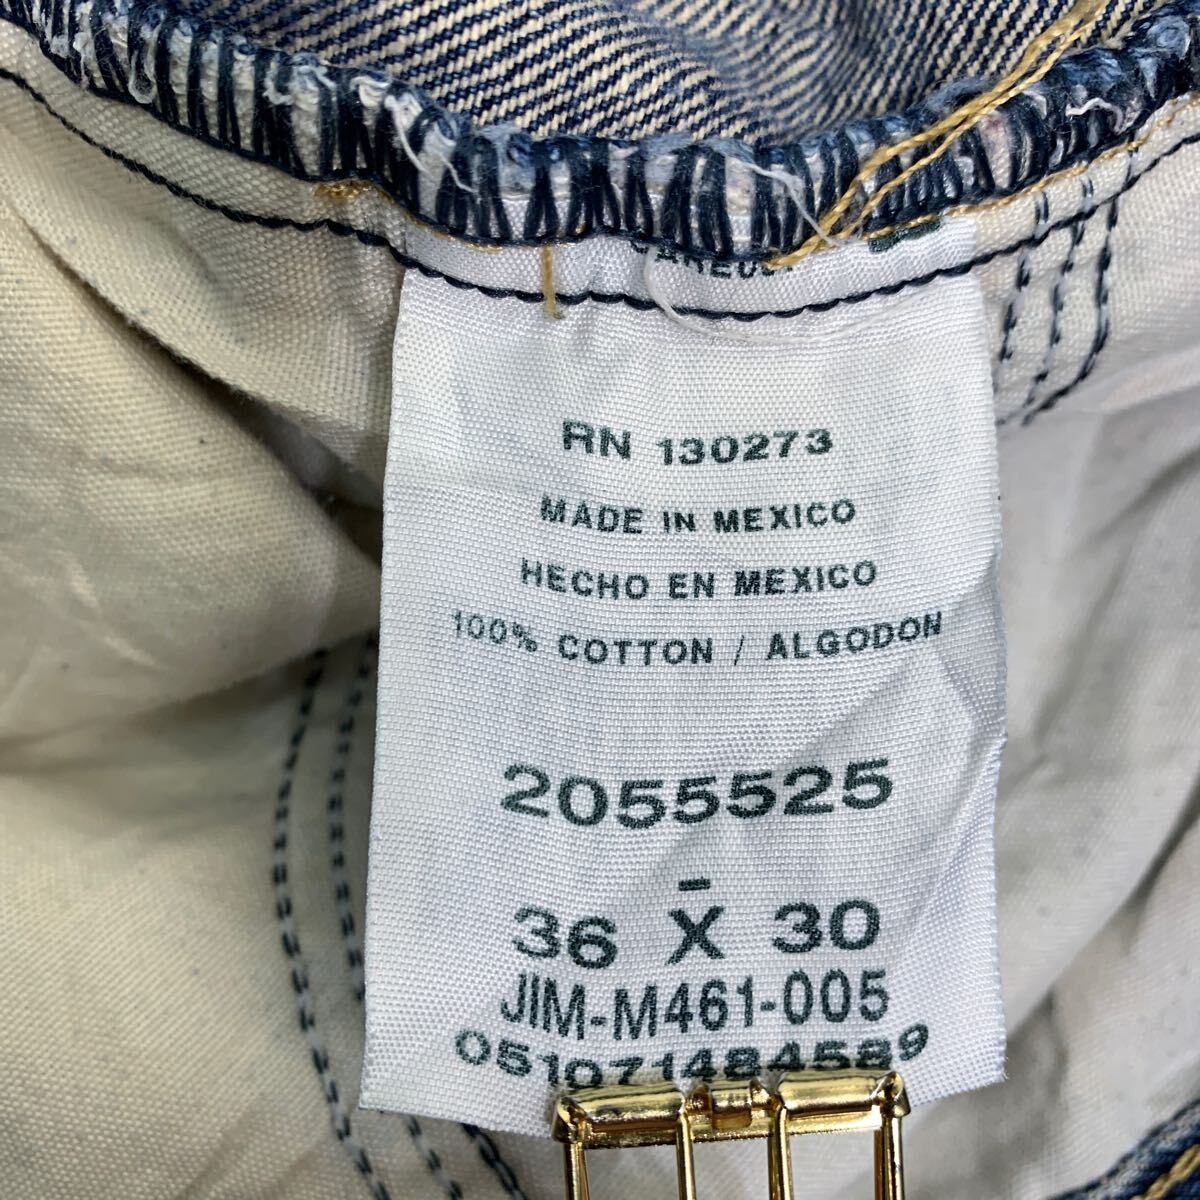 RN 130273
MADE IN MEXICO
HECHO EN MEXICO
100% COTTON / ALGODON
2055525
-
36 X 30
JIM-M461-005
051071484589